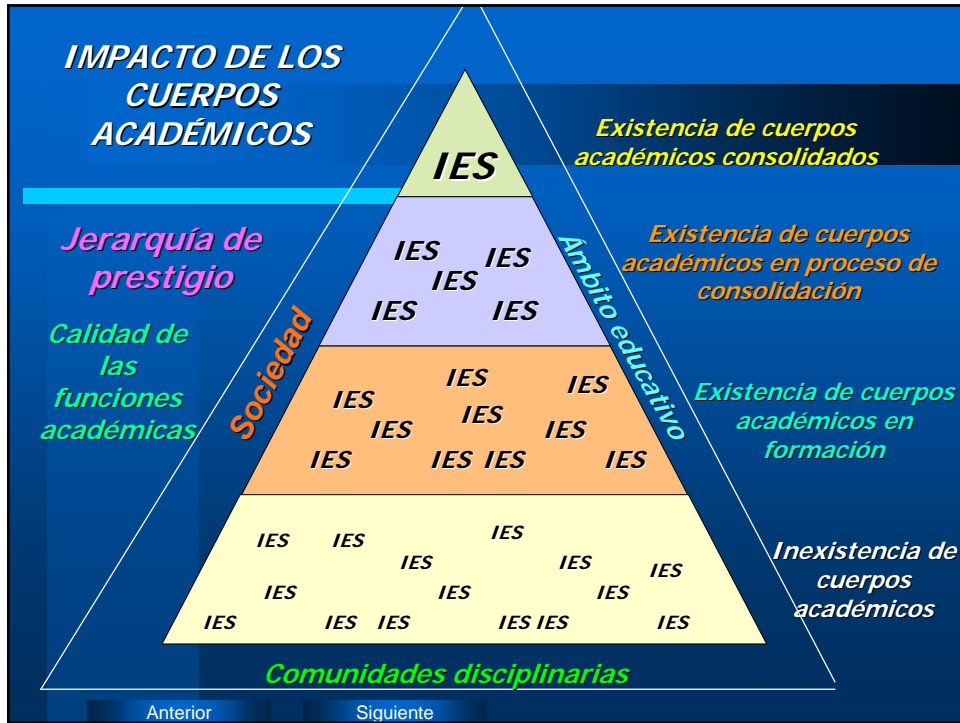 IMPACTO DE LOS
CUERPOS
ACADÉMICOS
Existencia de cuerpos
académicos consolidados
IES
Jerarquía de
prestigio
Existencia de cuerpos
académicos en proceso de
consolidación
IES
IES
IES
IES
IES
Ámbito educativo
Sociedad
Calidad de
las
funciones
académicas
IES
IES
IES
IES
IES
IES
IES
IES
IES IES
IES
Existencia de cuerpos
académicos en
formación
IES
IES
IES
IES
IES
IES
IES
IES
IES
IES
IES
IES
IES
IES IES
IES
Inexistencia de
cuerpos
académicos
Comunidades disciplinarias
Anterior
Siguiente